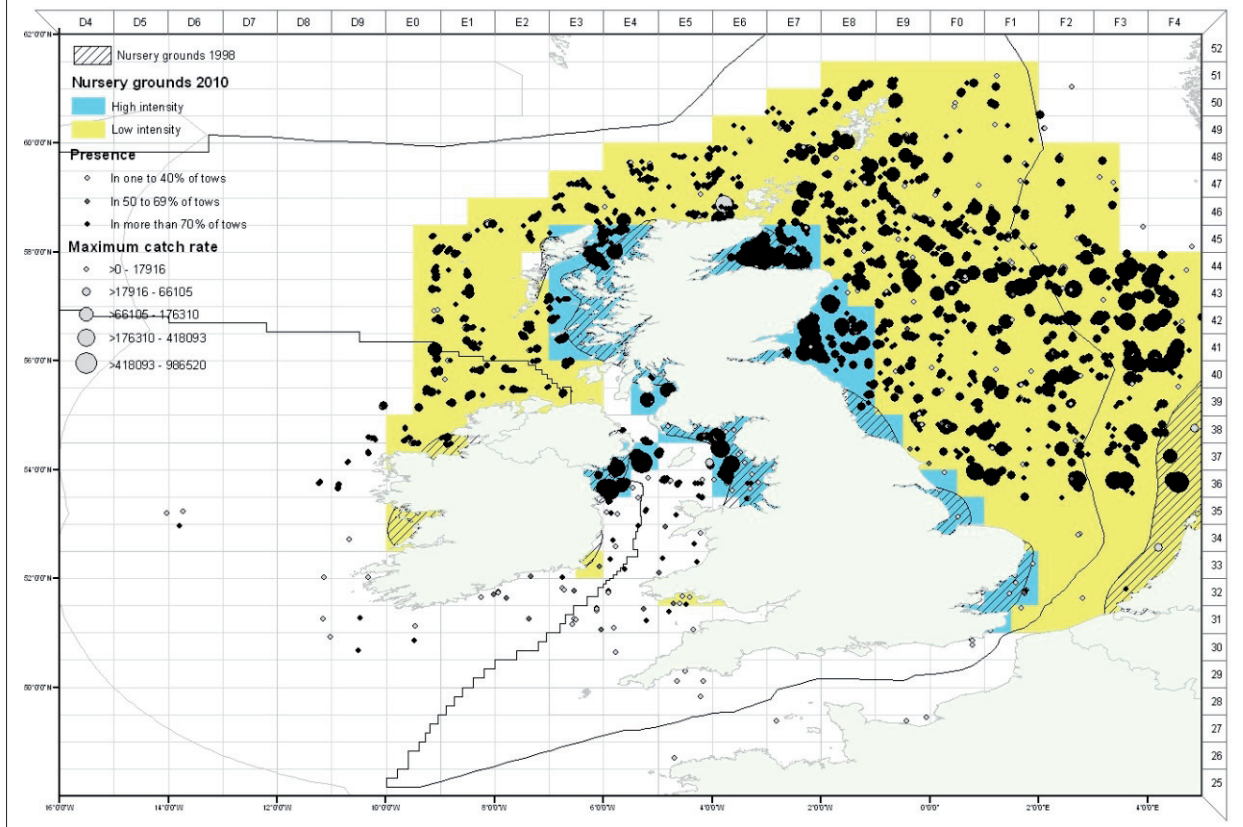 D4 D5 D6 D7 D8 D9 E0 E1 E2 E3 E4 E5 E6 E7 E8 E9 F0 F1 F2 F3 F4
Nursery grounds 1998
Nursery grounds 2010
High intensity
Low intensity
Presence
In one to 40% of tows
In 50 to 69% of tows
In more than 70% of tows
Maximum catch rate
>0 - 17916
>17916 - 66105
>66105 - 176310
>176310 - 418093
>418093 - 986520
62°0'0"N
60°0'0"N
58°0'0"N
56°0'0"N
54°0'0"N
52°0'0"N
50°0'0"N
52
51
50
49
48
47
46
45
44
43
42
41
40
39
38
37
36
35
34
33
32
31
30
29
28
27
26
25
16°0'0"W 14°0'0"W 12°0'0"W 10°0'0"W 8°0'0"W 6°0'0"W 4°0'0"W 2°0'0"W 0°0'0" 2°0'0"E 4°0'0"E